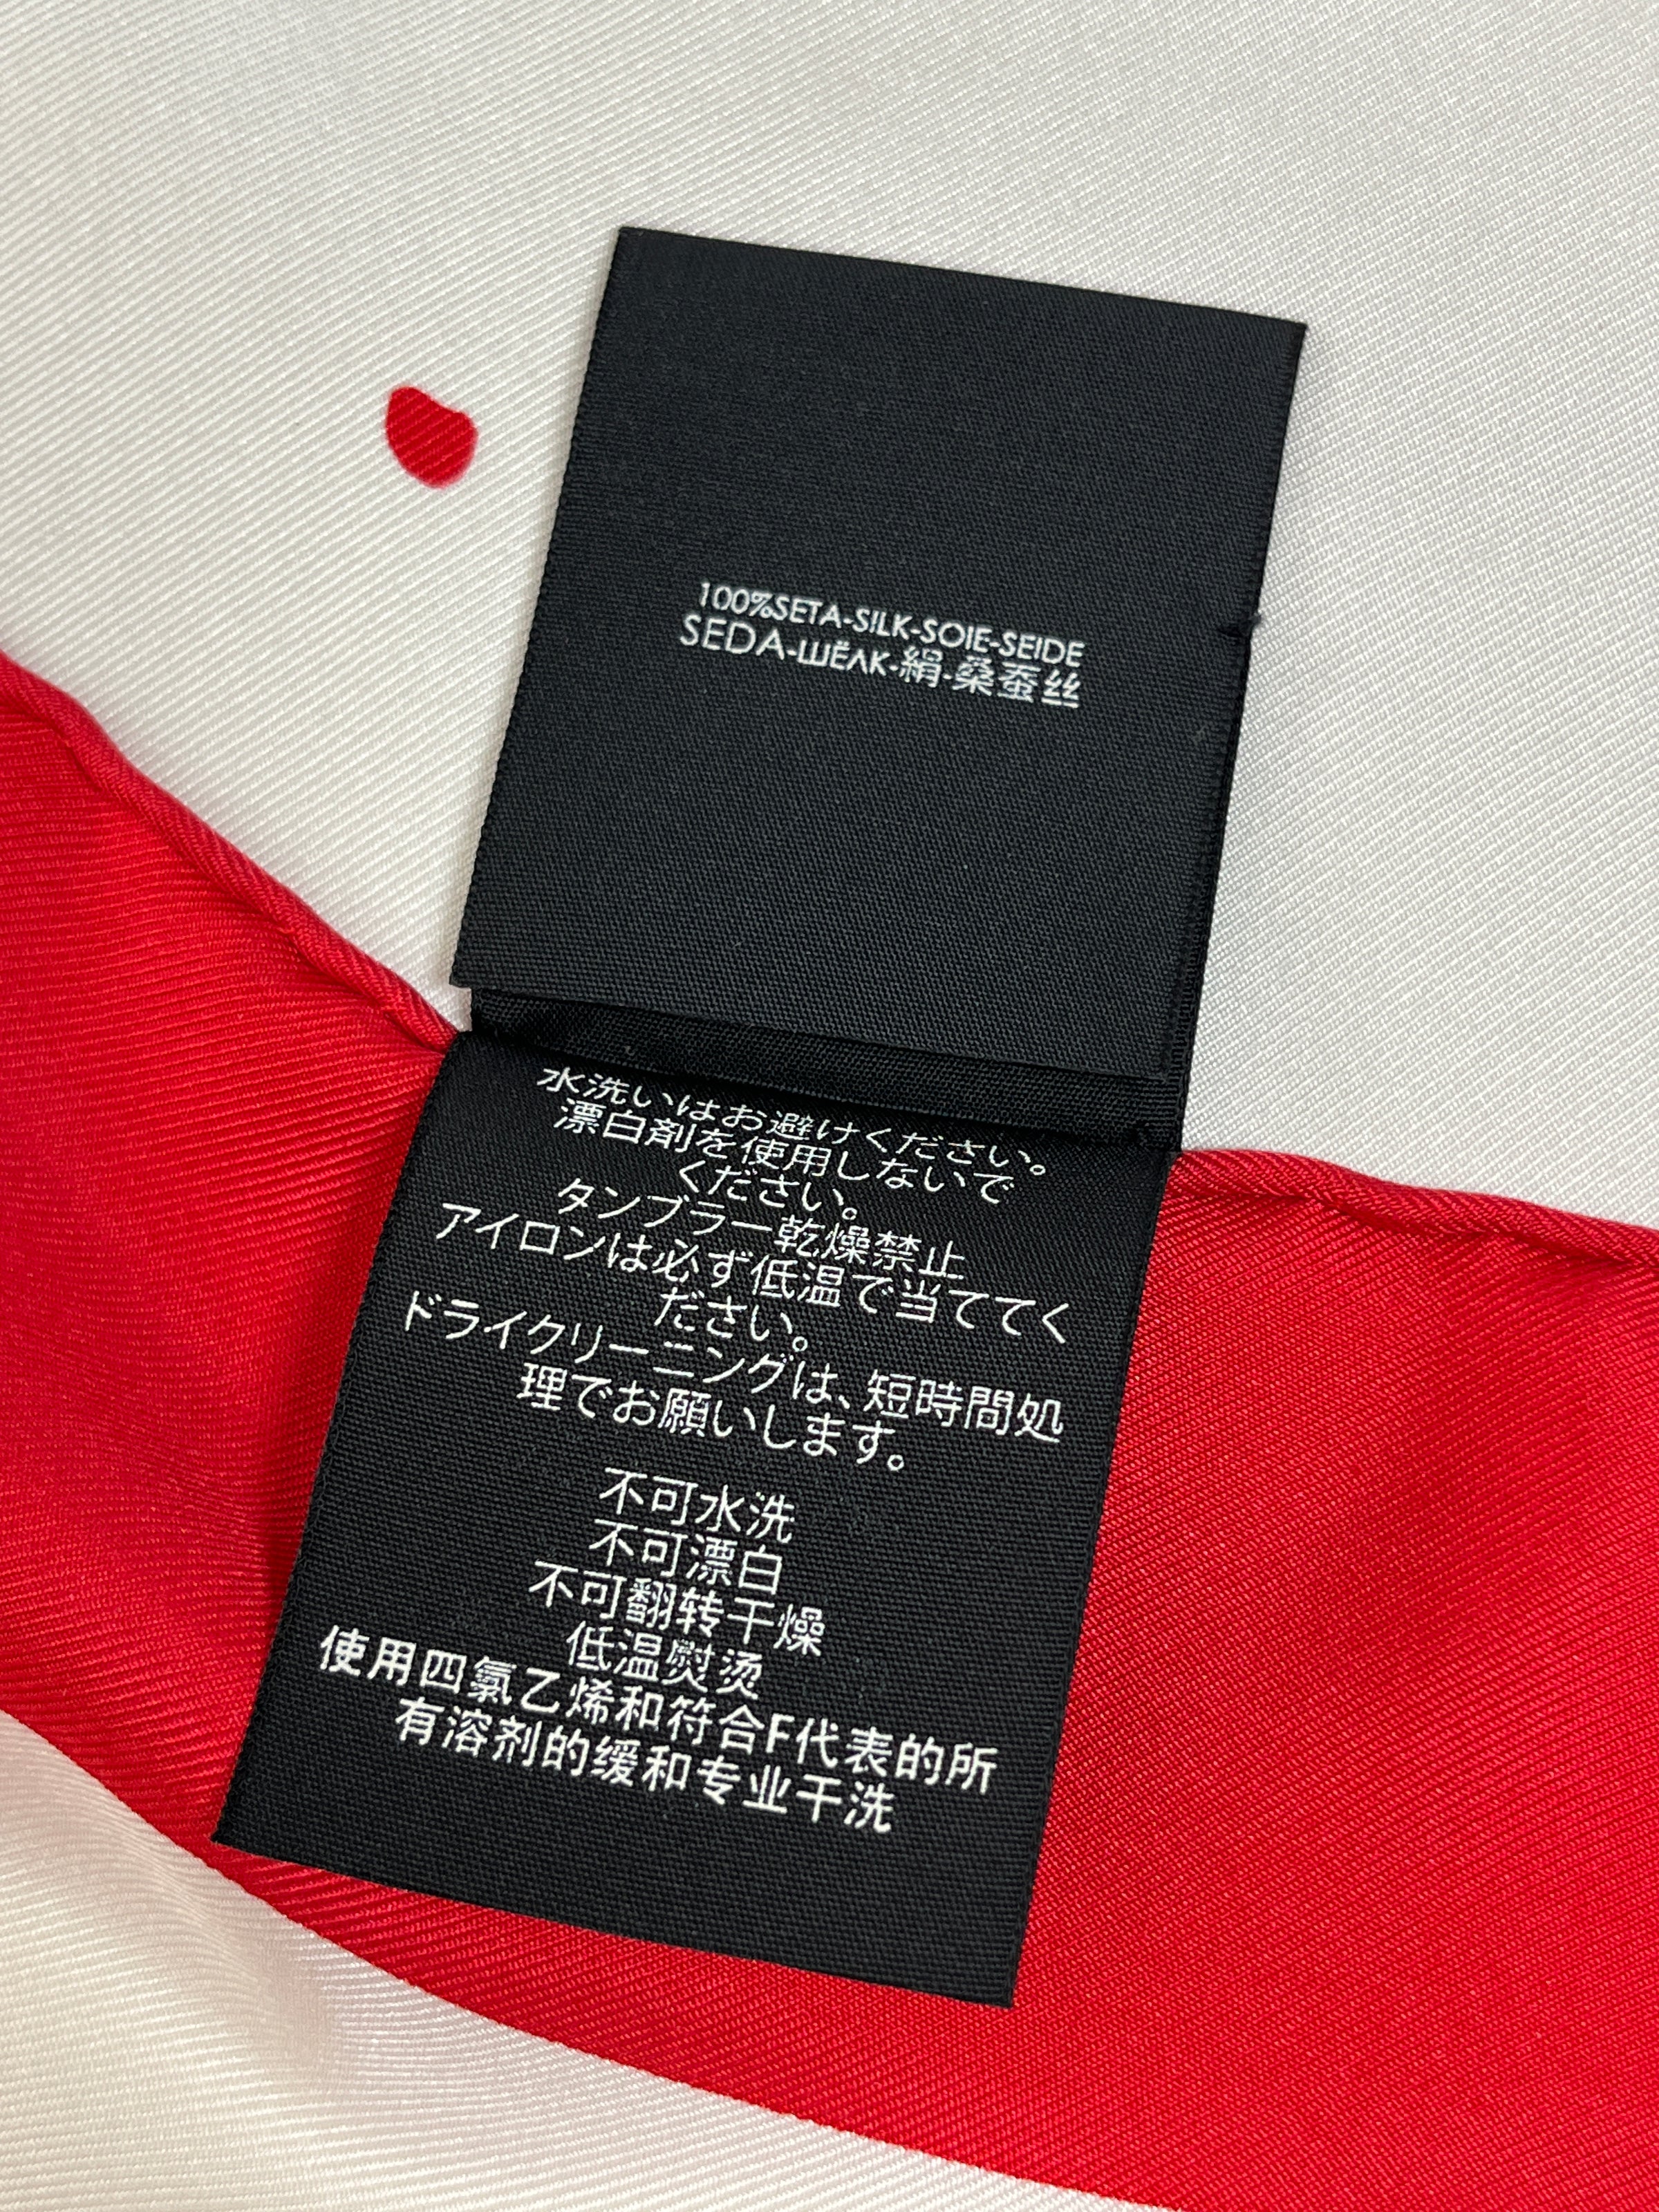 100%SETA-SILK-SOIE-SEIDE
SEDA-ШЁЛК-絹-桑蚕丝
水洗いはお避けください。
漂白剤を使用しないで
ください。
タンブラー乾燥禁止
アイロンは必ず低温で当ててく
ださい。
ドライクリーニングは、短時間処
理でお願いします。
不可水洗
不可漂白
不可翻转干燥
低温熨烫
使用四氯乙烯和符合F代表的所
有溶剂的缓和专业干洗